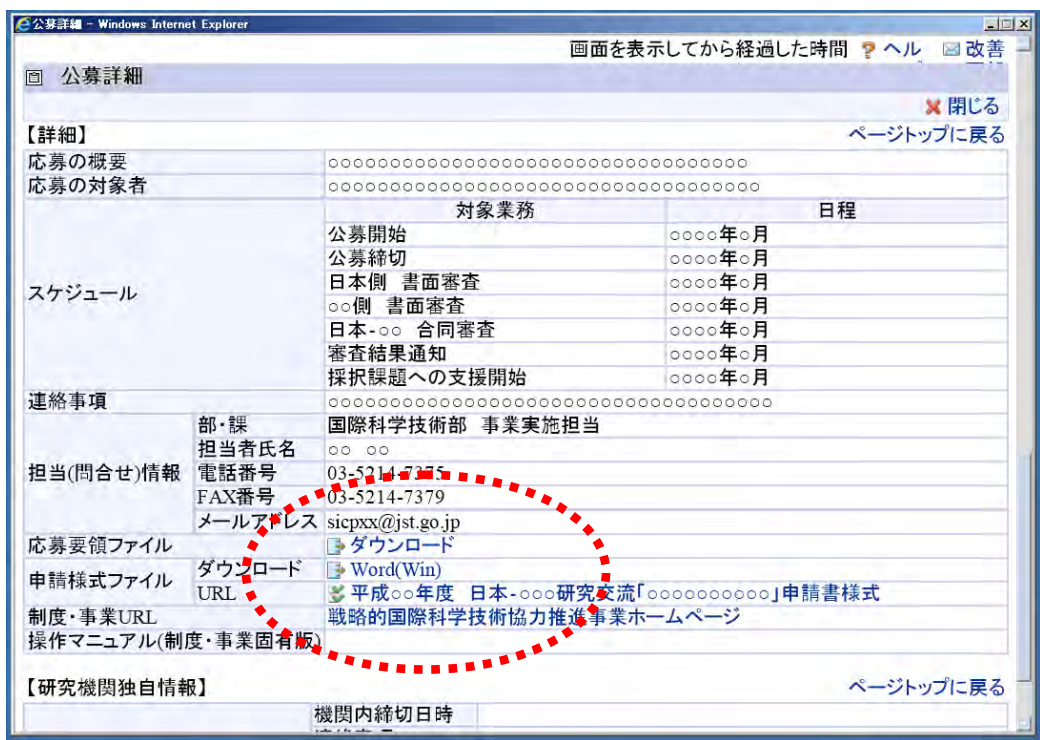 公募詳細 - Windows Internet Explorer
画面を表示してから経過した時間 ヘル 改善
公募詳細
閉じる
【詳細】 ページトップに戻る
応募の概要 ○○○○○○○○○○○○○○○○○○○○○○○○○○○○○○○○○○
応募の対象者 ○○○○○○○○○○○○○○○○○○○○○○○○○○○○○○○○○○○
対象業務 日程
公募開始 ○○○○年○月
公募締切 ○○○○年○月
日本側 書面審査 ○○○○年○月
スケジュール
○○側 書面審査 ○○○○年○月
日本-○○ 合同審査 ○○○○年○月
審査結果通知 ○○○○年○月
採択課題への支援開始 ○○○○年○月
連絡事項 ○○○○○○○○○○○○○○○○○○○○○○○○○○○○○○○○○○○○
部・課 国際科学技術部 事業実施担当
担当者氏名 ○○ ○○
担当(問合せ)情報 電話番号 03-5214-7375
FAX番号 03-5214-7379
メールアドレス sicpxx@jst.go.jp
応募要領ファイル ダウンロード
申請様式ファイル ダウンロード Word(Win)
URL 平成○○年度 日本-○○○研究交流「○○○○○○○○○○」申請書様式
制度・事業URL 戦略的国際科学技術協力推進事業ホームページ
操作マニュアル(制度・事業固有版)
【研究機関独自情報】 ページトップに戻る
機関内締切日時